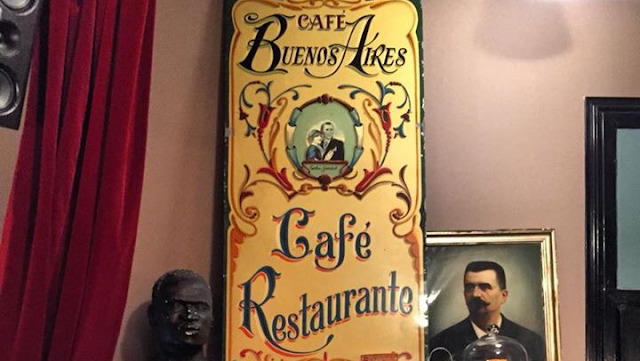 CAFÉ
BUENOS AIRES
Café
Restaurante